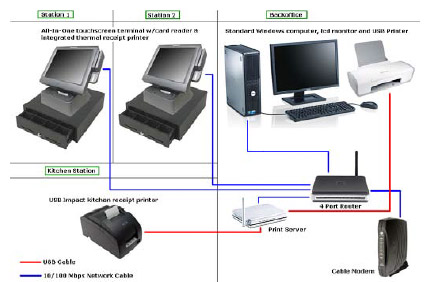 Station 1
Station 2
Backoffice
All-In-One touchscreen terminal w/Card reader &
Integrated thermal receipt printer
Standard Windows computer, lcd monitor and USB Printer
Kitchen Station
USB Impact kitchen receipt printer
4 Port Router
Print Server
USB Cable
10/100 Mbps Network Cable
Cable Modem